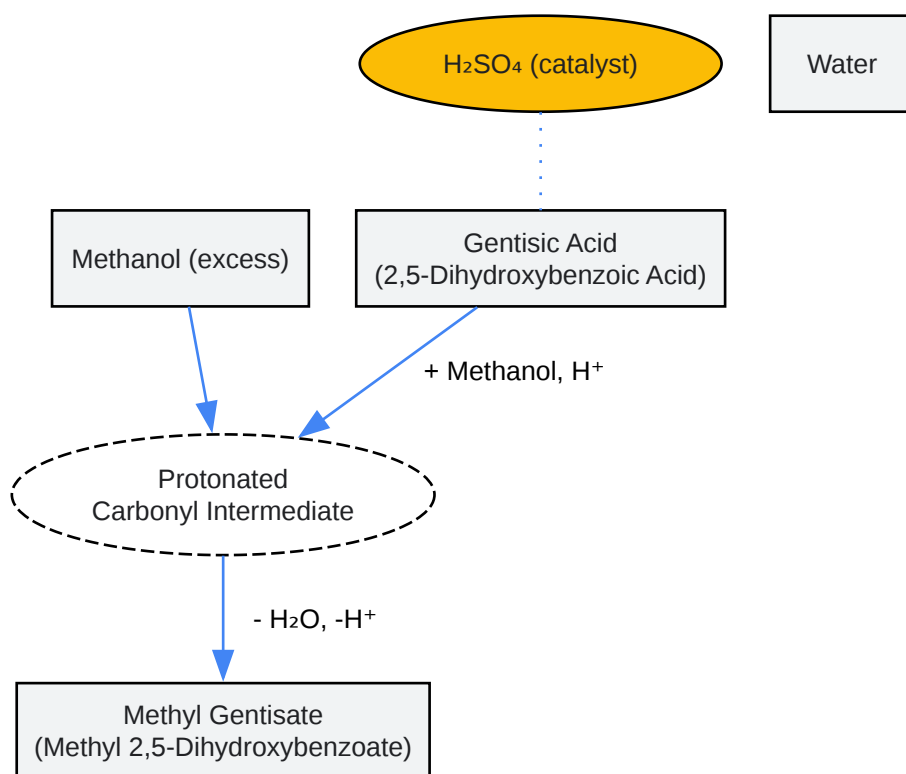 H₂SO₄ (catalyst)
Water
Methanol (excess)
Gentisic Acid
(2,5-Dihydroxybenzoic Acid)
+ Methanol, H⁺
Protonated
Carbonyl Intermediate
- H₂O, -H⁺
Methyl Gentisate
(Methyl 2,5-Dihydroxybenzoate)